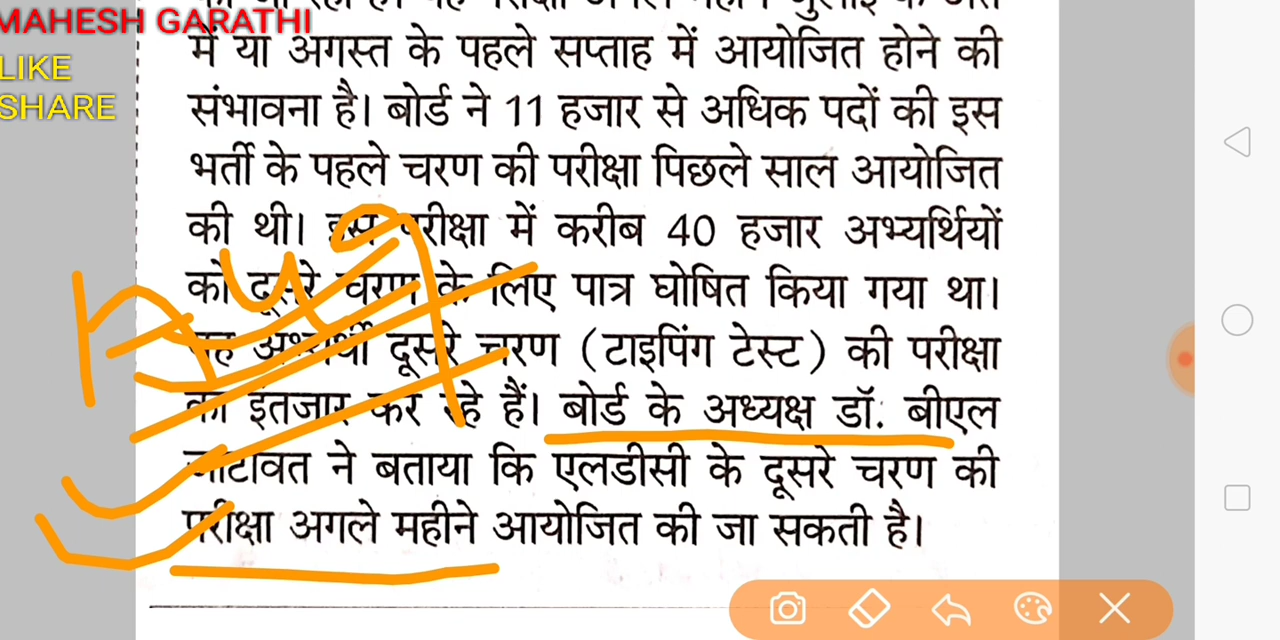 MAHESH GARATHI
LIKE
SHARE
में या अगस्त के पहले सप्ताह में आयोजित होने की
संभावना है। बोर्ड ने 11 हजार से अधिक पदों की इस
भर्ती के पहले चरण की परीक्षा पिछले साल आयोजित
की थी। इस परीक्षा में करीब 40 हजार अभ्यर्थियों
को दूसरे चरण के लिए पात्र घोषित किया गया था।
यह अभ्यर्थी दूसरे चरण (टाइपिंग टेस्ट) की परीक्षा
का इंतजार कर रहे हैं। बोर्ड के अध्यक्ष डॉ. बीएल
जाटावत ने बताया कि एलडीसी के दूसरे चरण की
परीक्षा अगले महीने आयोजित की जा सकती है।